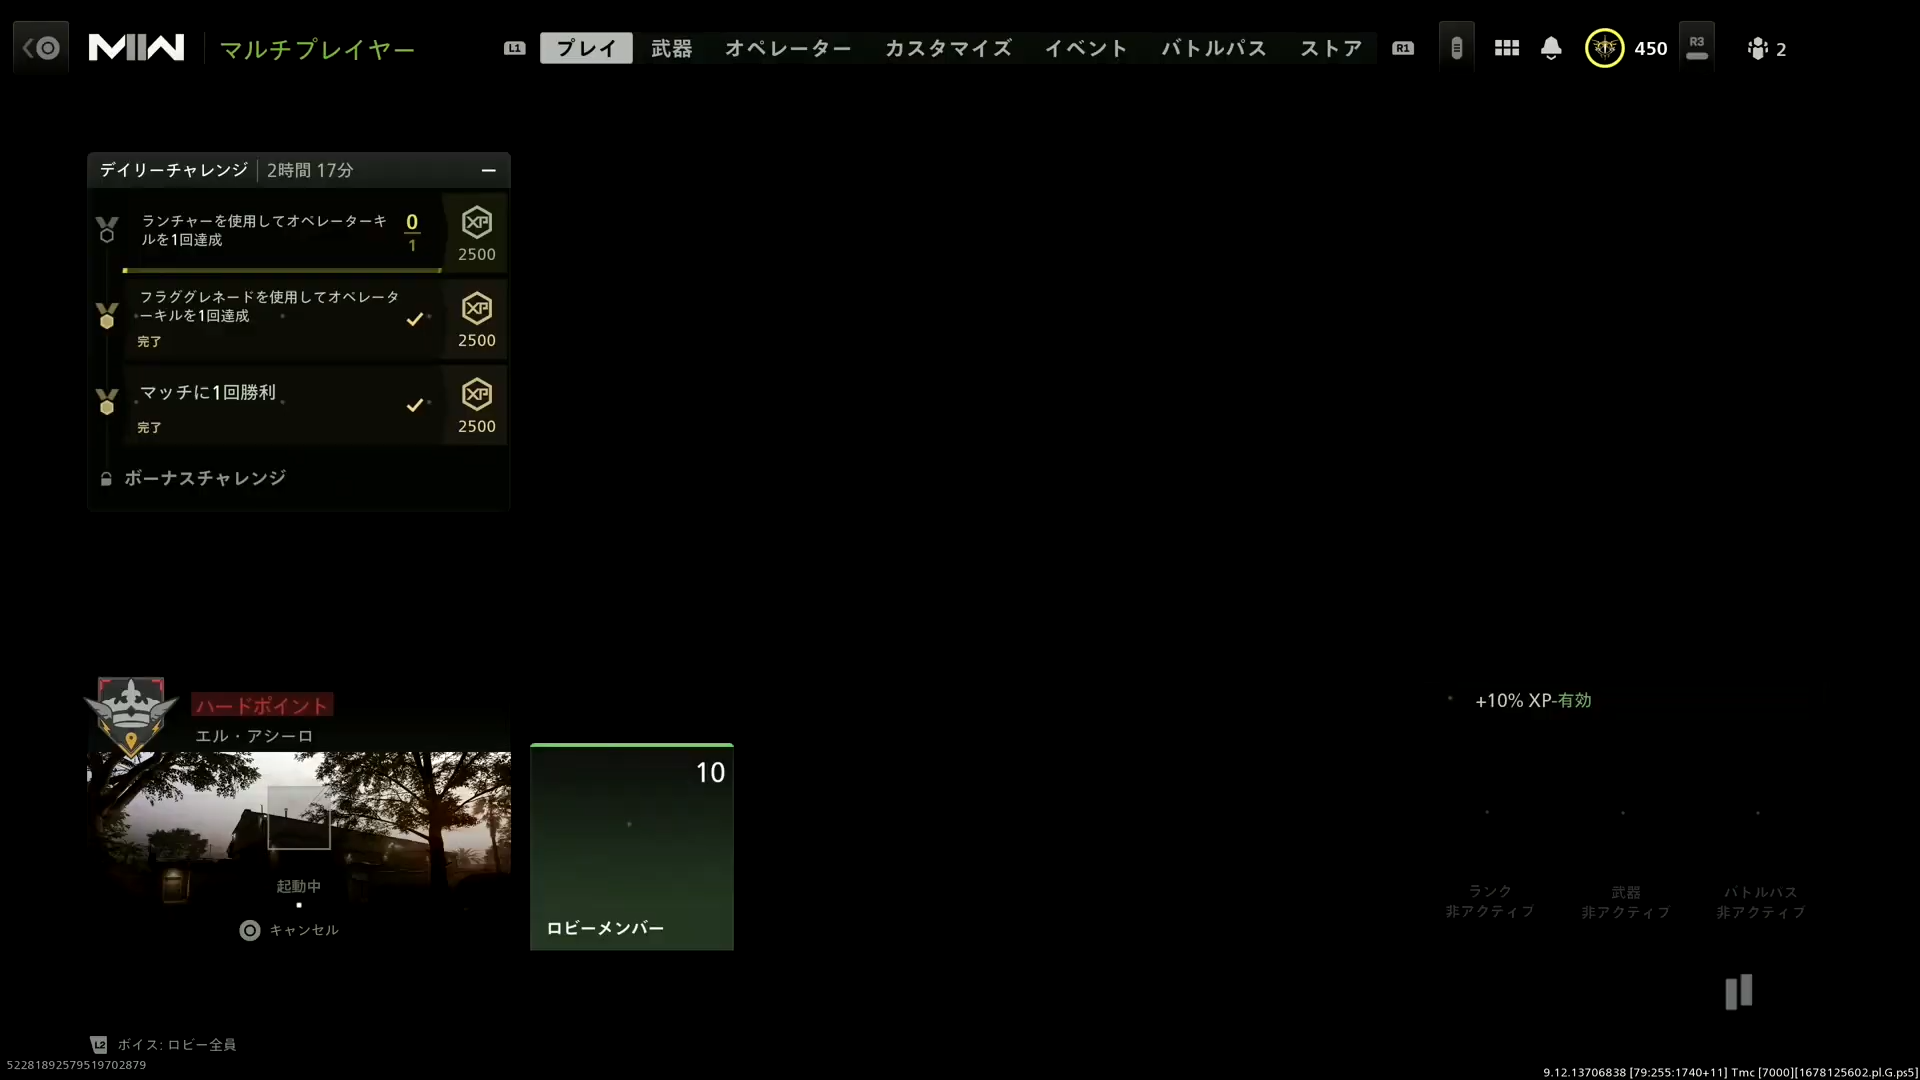 MWII マルチプレイヤー
L1 プレイ 武器 オペレーター カスタマイズ イベント バトルパス ストア R1
450 R3 2
デイリーチャレンジ 2時間 17分
ランチャーを使用してオペレーターキ
ルを1回達成
0
1
XP
2500
フラググレネードを使用してオペレータ
ーキルを1回達成
完了
XP
2500
マッチに1回勝利
完了
XP
2500
ボーナスチャレンジ
ハードポイント
エル・アシーロ
起動中
キャンセル
10
ロビーメンバー
+10% XP-有効
ランク
非アクティブ
武器
非アクティブ
バトルパス
非アクティブ
L2 ボイス: ロビー全員
52281892579519702879
9.12.13706838 [79:255:1740+11] Tmc [7000][1678125602.pl.G.ps5]